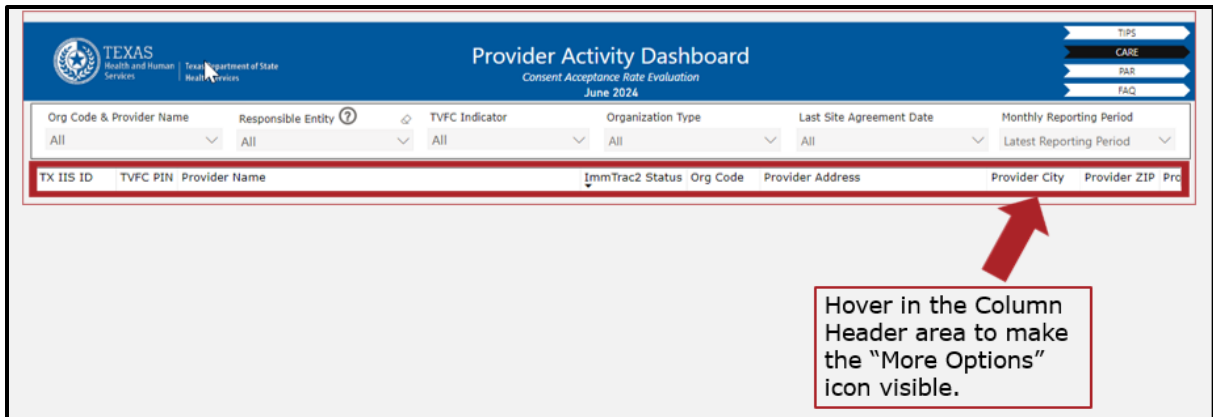 TEXAS
Health and Human
Services
Texas Department of State
Health Services
Provider Activity Dashboard
Consent Acceptance Rate Evaluation
June 2024
TIPS
CARE
PAR
FAQ
Org Code & Provider Name
Responsible Entity ?
TVFC Indicator
Organization Type
Last Site Agreement Date
Monthly Reporting Period
All
All
All
All
All
Latest Reporting Period
TX IIS ID TVFC PIN Provider Name ImmTrac2 Status Org Code Provider Address Provider City Provider ZIP Pro
Hover in the Column
Header area to make
the “More Options”
icon visible.